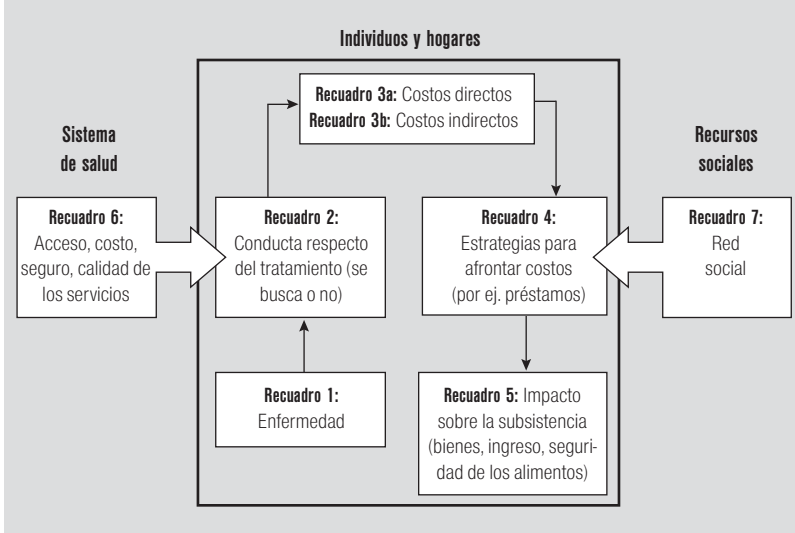 Individuos y hogares
Recuadro 3a: Costos directos
Recuadro 3b: Costos indirectos
Sistema
de salud
Recursos
sociales
Recuadro 6:
Acceso, costo,
seguro, calidad de
los servicios
Recuadro 2:
Conducta respecto
del tratamiento (se
busca o no)
Recuadro 4:
Estrategias para
afrontar costos
(por ej. préstamos)
Recuadro 7:
Red
social
Recuadro 1:
Enfermedad
Recuadro 5: Impacto
sobre la subsistencia
(bienes, ingreso, seguri-
dad de los alimentos)